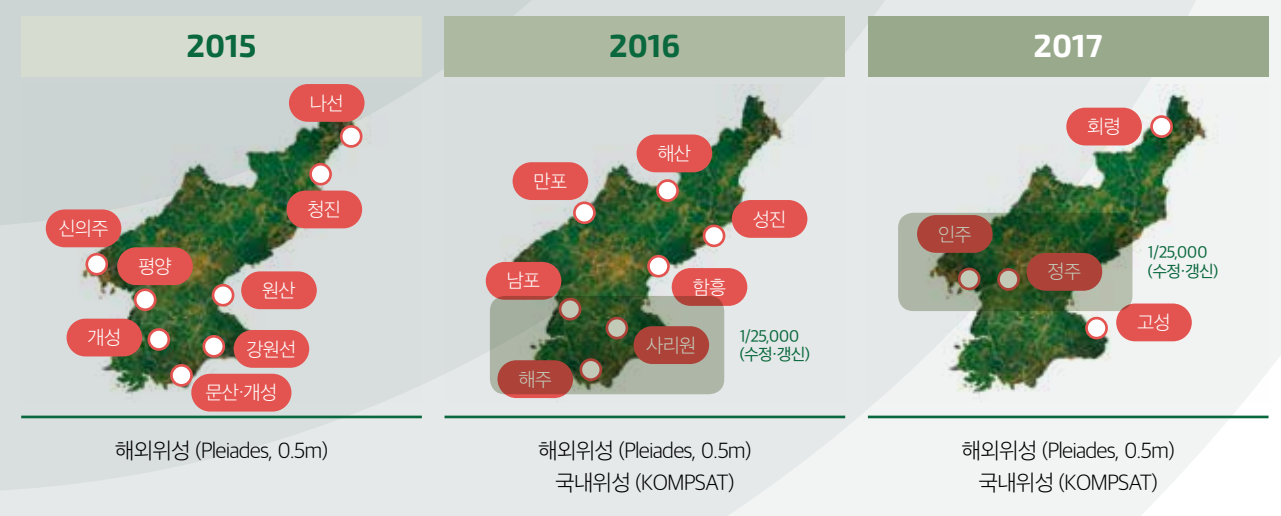 2015
나선
청진
신의주
평양
원산
개성
강원선
문산·개성
해외위성 (Pleiades, 0.5m)
2016
해산
만포
성진
남포
함흥
사리원
해주
1/25,000
(수정·갱신)
해외위성 (Pleiades, 0.5m)
국내위성 (KOMPSAT)
2017
회령
인주
정주
1/25,000
(수정·갱신)
고성
해외위성 (Pleiades, 0.5m)
국내위성 (KOMPSAT)